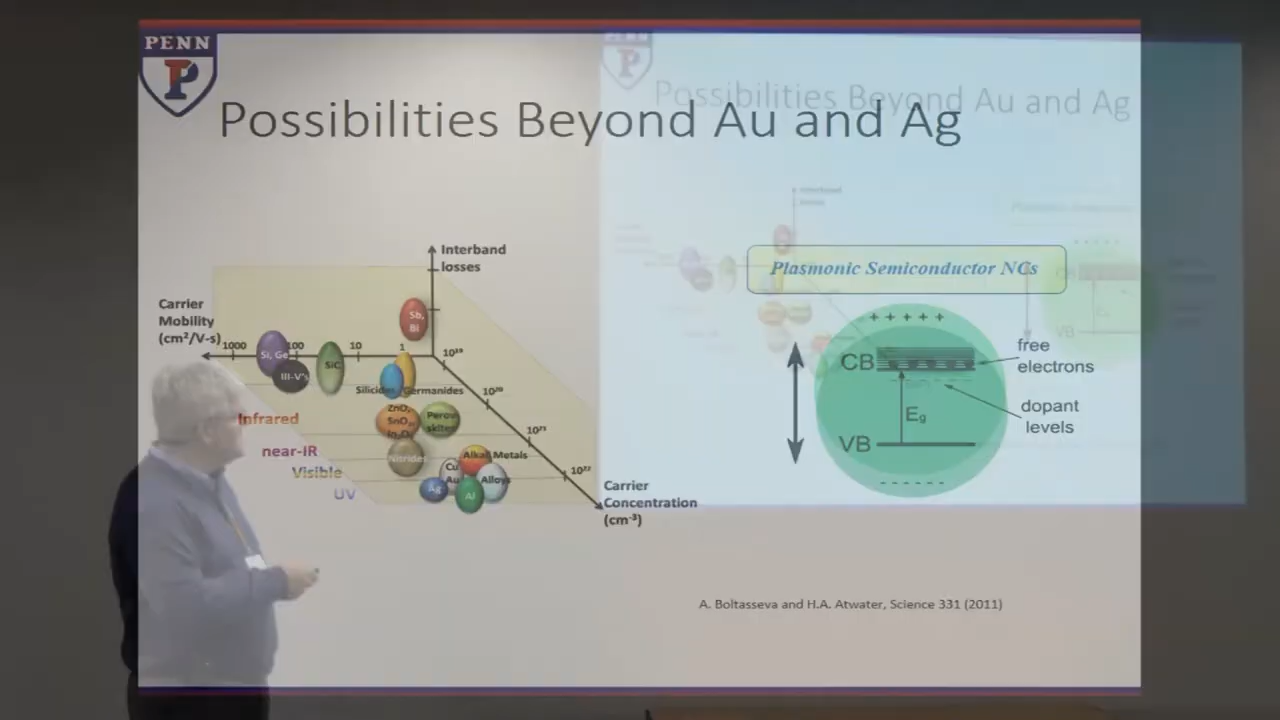 PENN
P
Possibilities Beyond Au and Ag
Interband
losses
Carrier
Mobility
(cm²/V-s)
1000
100
10
1
Sb,
Bi
Si, Ge
III-V's
SiC
Silicides
Germanides
10¹⁹
10²⁰
10²¹
10²²
ZnO,
SnO₂,
In₂O₃
Perov
skites
Nitrides
Alkali Metals
Cu
Au
Alloys
Ag
Al
Infrared
near-IR
Visible
UV
Carrier
Concentration
(cm⁻³)
Plasmonic Semiconductor NCs
+ + + + +
CB
free
electrons
Eg
dopant
levels
VB
A. Boltasseva and H.A. Atwater, Science 331 (2011)
Possibilities Beyond Au and Ag